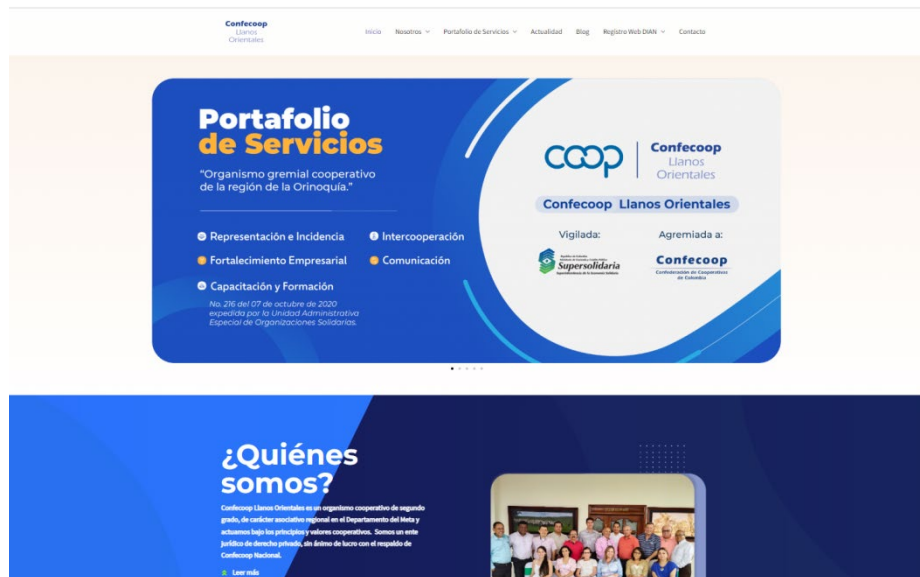 Confecoop
Llanos
Orientales
Inicio Nosotros Portafolio de Servicios Actualidad Blog Registro Web DIAN Contacto
Portafolio
de Servicios
“Organismo gremial cooperativo
de la región de la Orinoquía.”
Representación e Incidencia
Intercooperación
Fortalecimiento Empresarial
Comunicación
Capacitación y Formación
No. 216 del 07 de octubre de 2020
expedida por la Unidad Administrativa
Especial de Organizaciones Solidarias.
coop
Confecoop
Llanos
Orientales
Confecoop Llanos Orientales
Vigilada:
Supersolidaria
Superintendencia de la Economía Solidaria
Agremiada a:
Confecoop
Confederación de Cooperativas
de Colombia
¿Quiénes
somos?
Confecoop Llanos Orientales es un organismo cooperativo de segundo
grado, de carácter asociativo regional en el Departamento del Meta y
actuamos bajo los principios y valores cooperativos. Somos un ente
jurídico de derecho privado, sin ánimo de lucro con el respaldo de
Confecoop Nacional.
Leer más